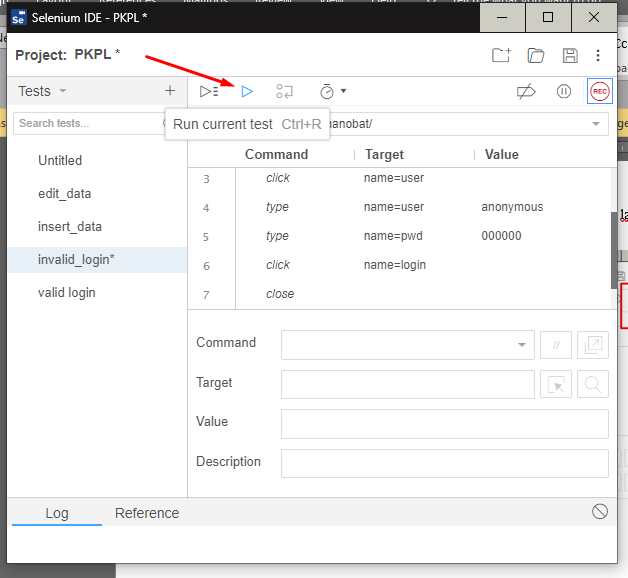 Se Selenium IDE - PKPL *
Project: PKPL *
Tests
Run current test Ctrl+R
anobat/
Search tests...
Command Target Value
Untitled
edit_data
insert_data
invalid_login*
valid login
3 click name=user
4 type name=user anonymous
5 type name=pwd 000000
6 click name=login
7 close
REC
Command
//
Target
Value
Description
Log Reference